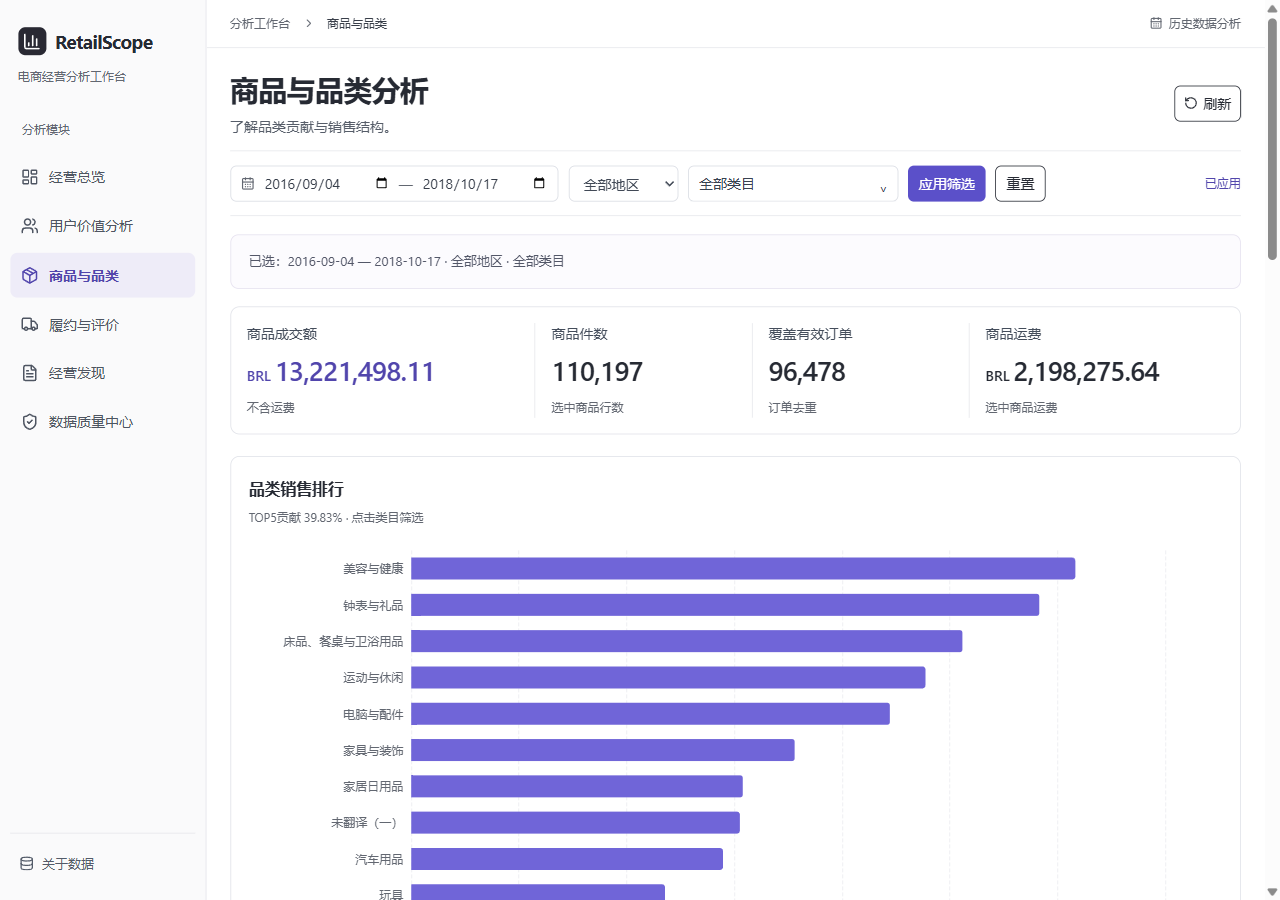 RetailScope
电商经营分析工作台
分析模块
经营总览
用户价值分析
商品与品类
履约与评价
经营发现
数据质量中心
关于数据
分析工作台 > 商品与品类
历史数据分析
商品与品类分析
了解品类贡献与销售结构。
刷新
2016/09/04 — 2018/10/17 全部地区 全部类目 应用筛选 重置 已应用
已选：2016-09-04 — 2018-10-17 · 全部地区 · 全部类目
商品成交额
BRL 13,221,498.11
不含运费
商品件数
110,197
选中商品行数
覆盖有效订单
96,478
订单去重
商品运费
BRL 2,198,275.64
选中商品运费
品类销售排行
TOP5贡献 39.83% · 点击类目筛选
美容与健康
钟表与礼品
床品、餐桌与卫浴用品
运动与休闲
电脑与配件
家具与装饰
家居日用品
未翻译（一）
汽车用品
玩具